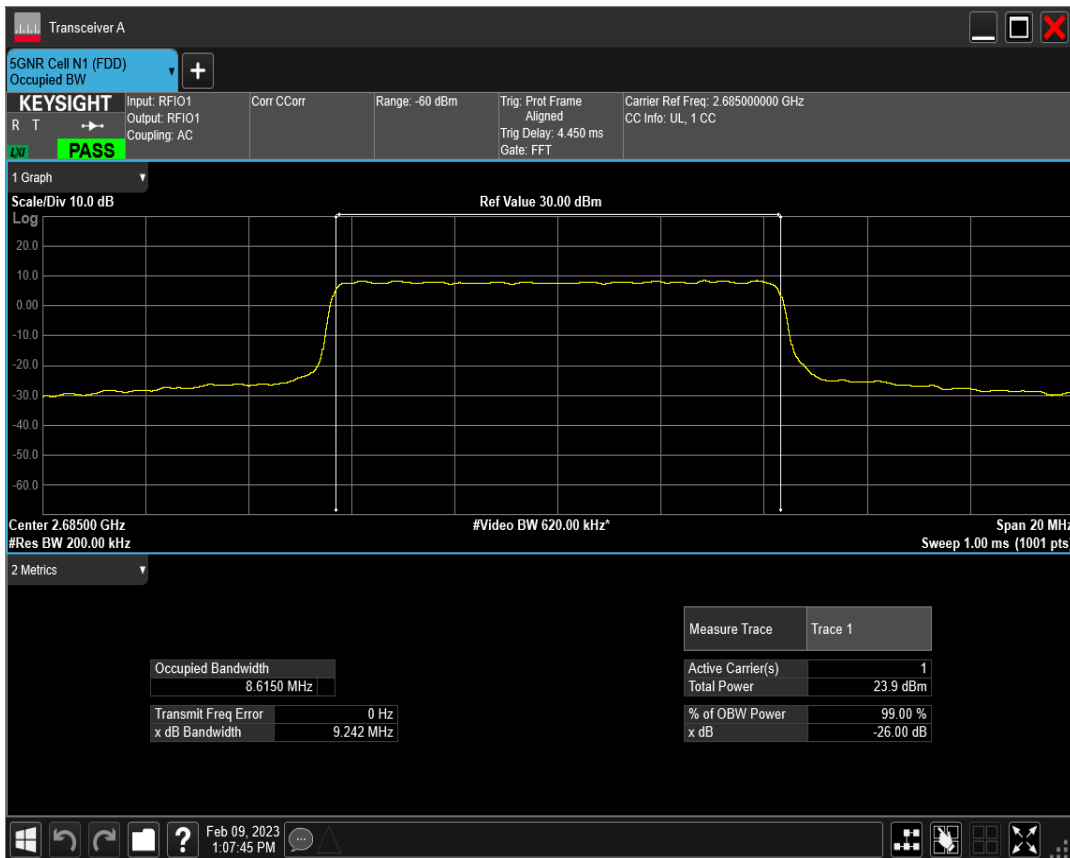 Transceiver A
5GNR Cell N1 (FDD)
Occupied BW
+
KEYSIGHT
R T
LXI
PASS
Input: RFIO1
Output: RFIO1
Coupling: AC
Corr CCorr
Range: -60 dBm
Trig: Prot Frame
Aligned
Trig Delay: 4.450 ms
Gate: FFT
Carrier Ref Freq: 2.685000000 GHz
CC Info: UL, 1 CC
1 Graph
Scale/Div 10.0 dB
Ref Value 30.00 dBm
Log
20.0
10.0
0.00
-10.0
-20.0
-30.0
-40.0
-50.0
-60.0
Center 2.68500 GHz
#Video BW 620.00 kHz*
Span 20 MHz
#Res BW 200.00 kHz
Sweep 1.00 ms (1001 pts)
2 Metrics
Measure Trace Trace 1
Occupied Bandwidth
8.6150 MHz
Active Carrier(s) 1
Total Power 23.9 dBm
Transmit Freq Error 0 Hz
x dB Bandwidth 9.242 MHz
% of OBW Power 99.00 %
x dB -26.00 dB
?
Feb 09, 2023
1:07:45 PM